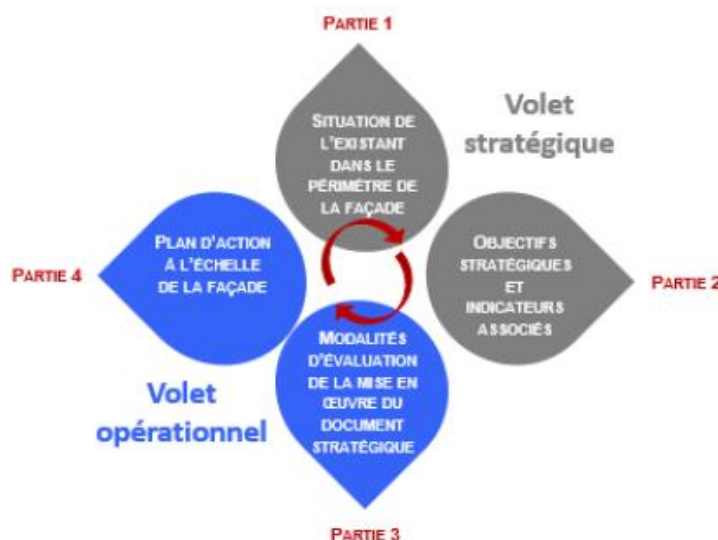 PARTIE 1
SITUATION DE
L'EXISTANT
DANS LE
PÉRIMÈTRE DE
LA FAÇADE
Volet
stratégique
PLAN D'ACTION
À L'ÉCHELLE
DE LA FAÇADE
PARTIE 4
OBJECTIFS
STRATÉGIQUES
ET
INDICATEURS
ASSOCIÉS
PARTIE 2
MODALITÉS
D'ÉVALUATION
DE LA MISE EN
ŒUVRE DU
DOCUMENT
STRATÉGIQUE
Volet
opérationnel
PARTIE 3